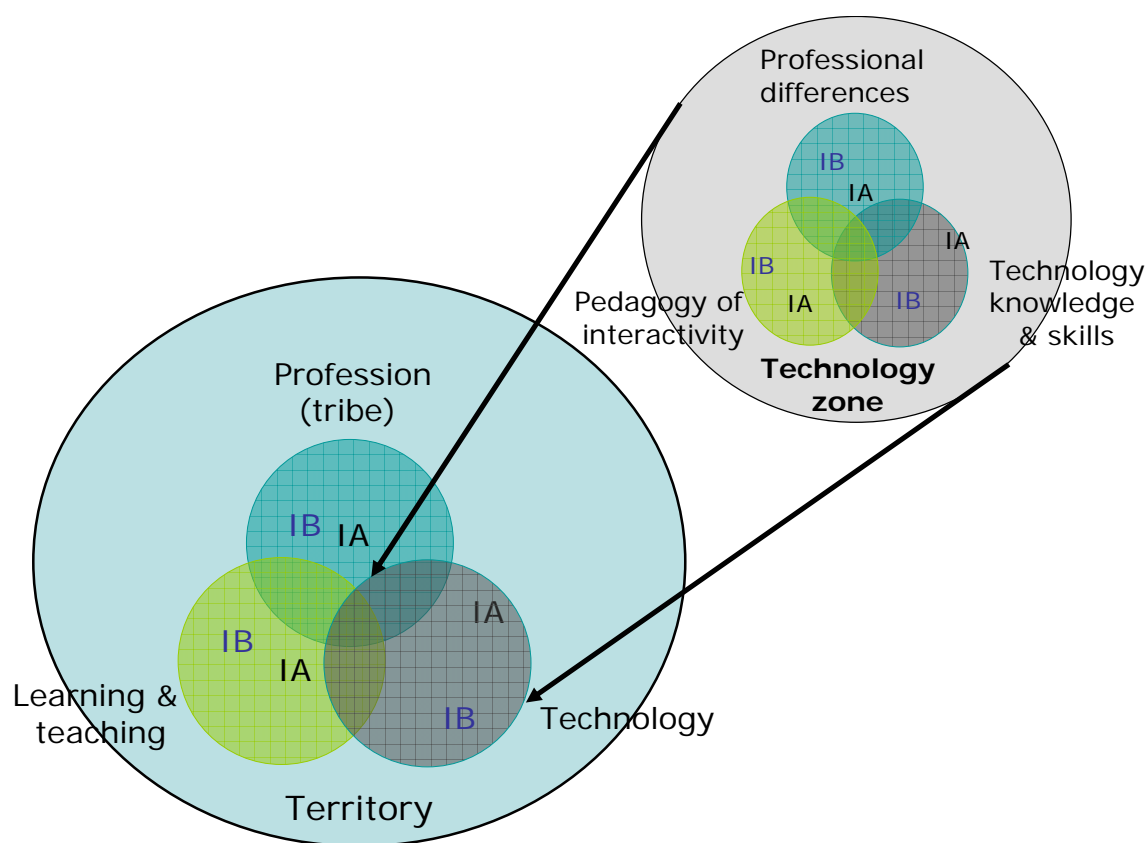 Professional
differences
IB
IA
IB
IA
IA
IB
Pedagogy of
interactivity
Technology
knowledge
& skills
Technology
zone
Profession
(tribe)
IB
IA
IB
IA
IA
IB
Learning &
teaching
Technology
Territory